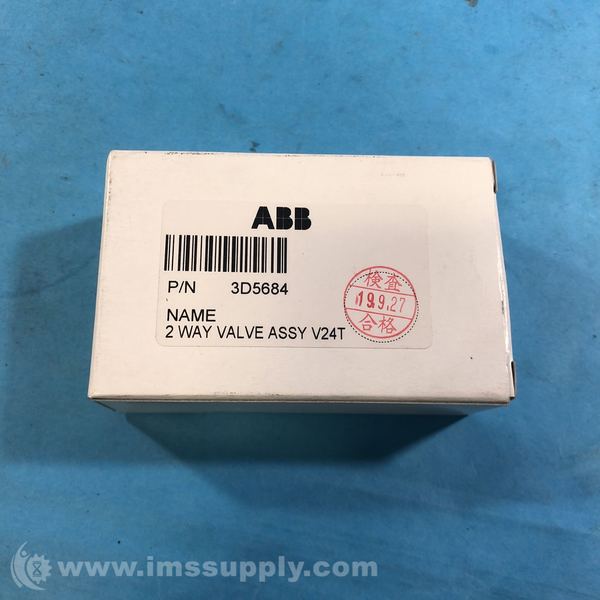 ABB
P/N 3D5684
検査
'19.9.27
合格
NAME
2 WAY VALVE ASSY V24T
www.imssupply.com